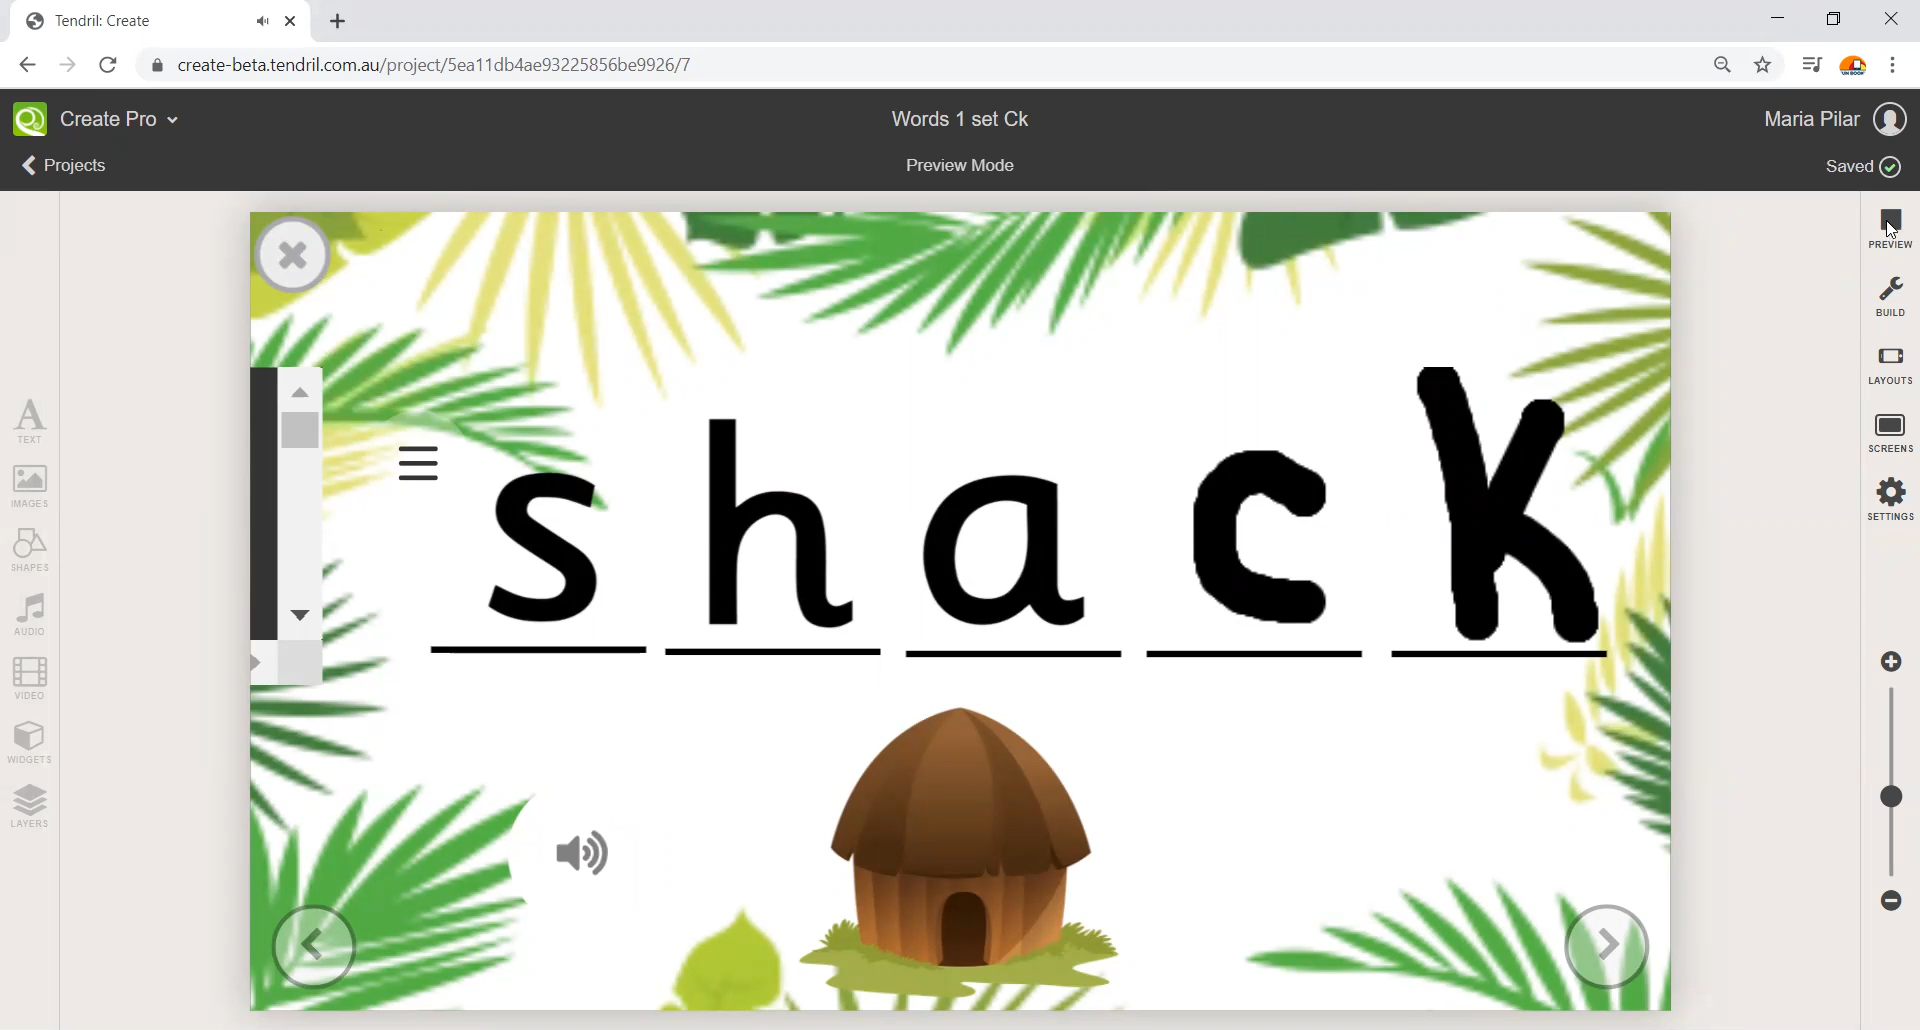 Tendril: Create
create-beta.tendril.com.au/project/5ea11db4ae93225856be9926/7
Create Pro
Words 1 set Ck
Maria Pilar
Projects
Preview Mode
Saved
PREVIEW
BUILD
LAYOUTS
SCREENS
SETTINGS
TEXT
IMAGES
SHAPES
AUDIO
VIDEO
WIDGETS
LAYERS
s h a c k